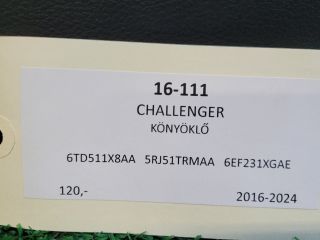 16-111
CHALLENGER
KÖNYÖKLŐ
6TD511X8AA 5RJ51TRMAA 6EF231XGAE
120,- 2016-2024